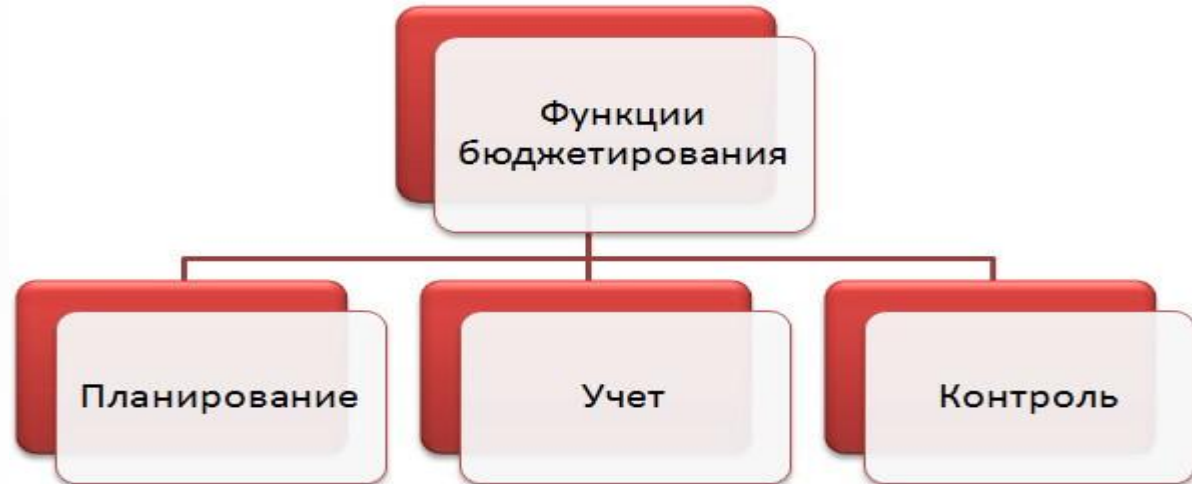 Функции
бюджетирования
Планирование
Учет
Контроль